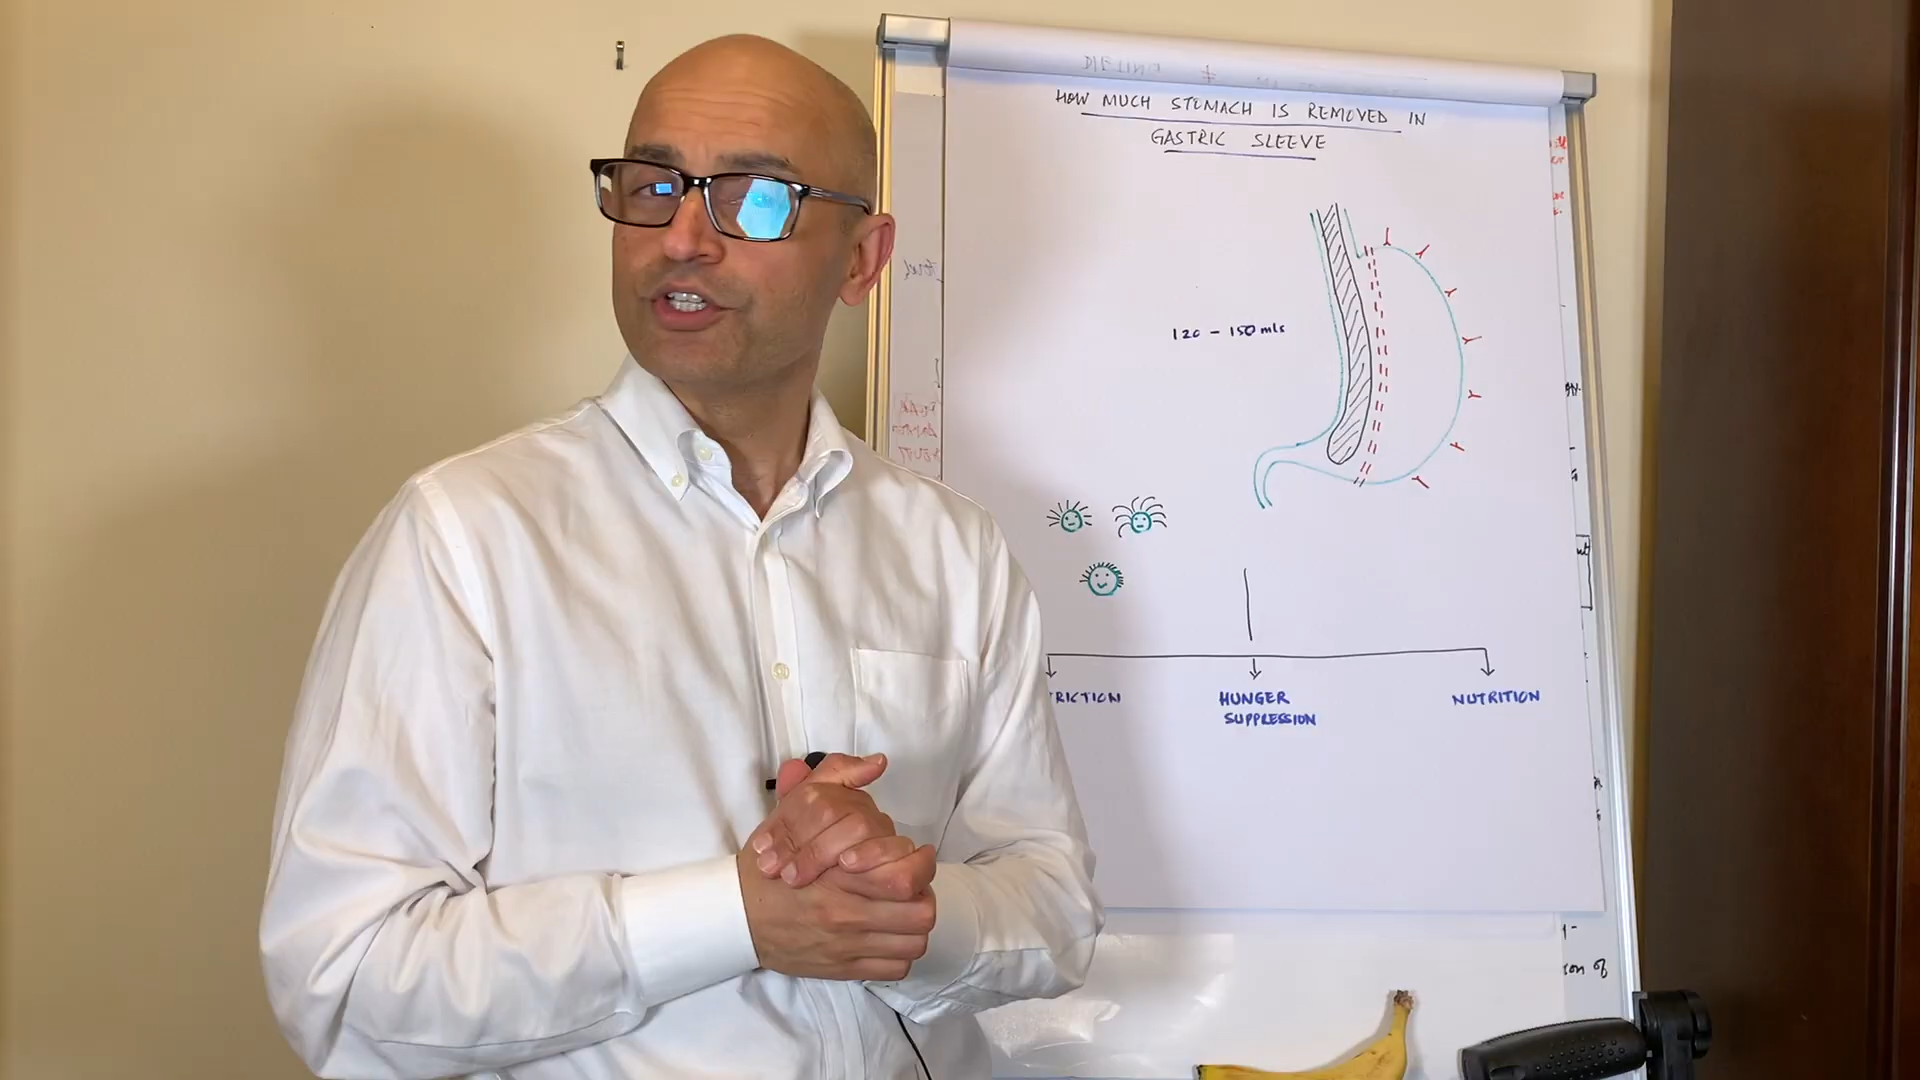 HOW MUCH STOMACH IS REMOVED IN
GASTRIC SLEEVE
120 - 150 mls
RICTION
HUNGER
SUPPRESSION
NUTRITION